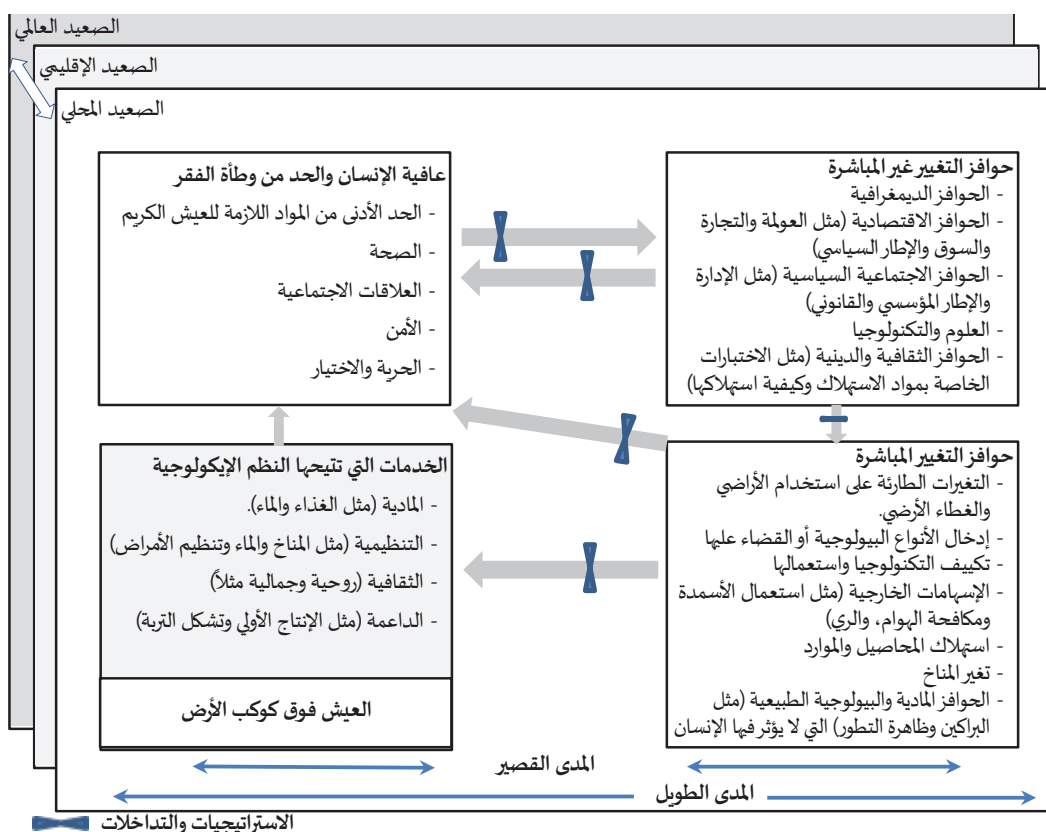 الصعيد العالمي
الصعيد الإقليمي
الصعيد المحلي
حوافز التغيير غير المباشرة
- الحوافز الديمغرافية
- الحوافز الاقتصادية (مثل العولمة والتجارة
والسوق والإطار السياسي)
- الحوافز الاجتماعية السياسية (مثل الإدارة
والإطار المؤسسي والقانوني)
- العلوم والتكنولوجيا
- الحوافز الثقافية والدينية (مثل الاختبارات
الخاصة بمواد الاستهلاك وكيفية استهلاكها)
عافية الإنسان والحد من وطأة الفقر
- الحد الأدنى من المواد اللازمة للعيش الكريم
- الصحة
- العلاقات الاجتماعية
- الأمن
- الحرية والاختيار
حوافز التغيير المباشرة
- التغيرات الطارئة على استخدام الأراضي
والغطاء الأرضي.
- إدخال الأنواع البيولوجية أو القضاء عليها
- تكييف التكنولوجيا واستعمالها
- الإسهامات الخارجية (مثل استعمال الأسمدة
ومكافحة الهوام، والري)
- استهلاك المحاصيل والموارد
- تغير المناخ
- الحوافز المادية والبيولوجية الطبيعية (مثل
البراكين وظاهرة التطور) التي لا يؤثر فيها الإنسان
الخدمات التي تتيحها النظم الإيكولوجية
- المادية (مثل الغذاء والماء).
- التنظيمية (مثل المناخ والماء وتنظيم الأمراض)
- الثقافية (روحية وجمالية مثلاً)
- الداعمة (مثل الإنتاج الأولي وتشكل التربة)
العيش فوق كوكب الأرض
المدى القصير
المدى الطويل
الاستراتيجيات والتداخلات